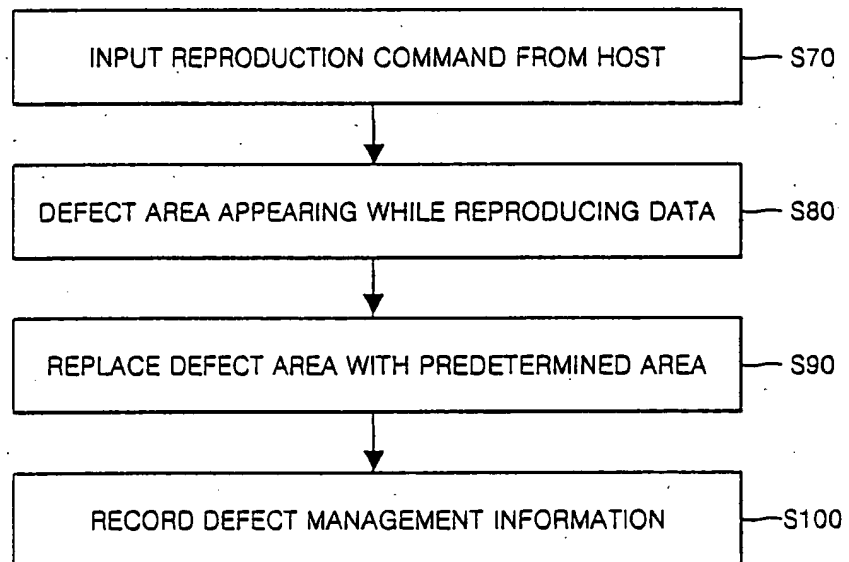 INPUT REPRODUCTION COMMAND FROM HOST S70
DEFECT AREA APPEARING WHILE REPRODUCING DATA S80
REPLACE DEFECT AREA WITH PREDETERMINED AREA S90
RECORD DEFECT MANAGEMENT INFORMATION S100